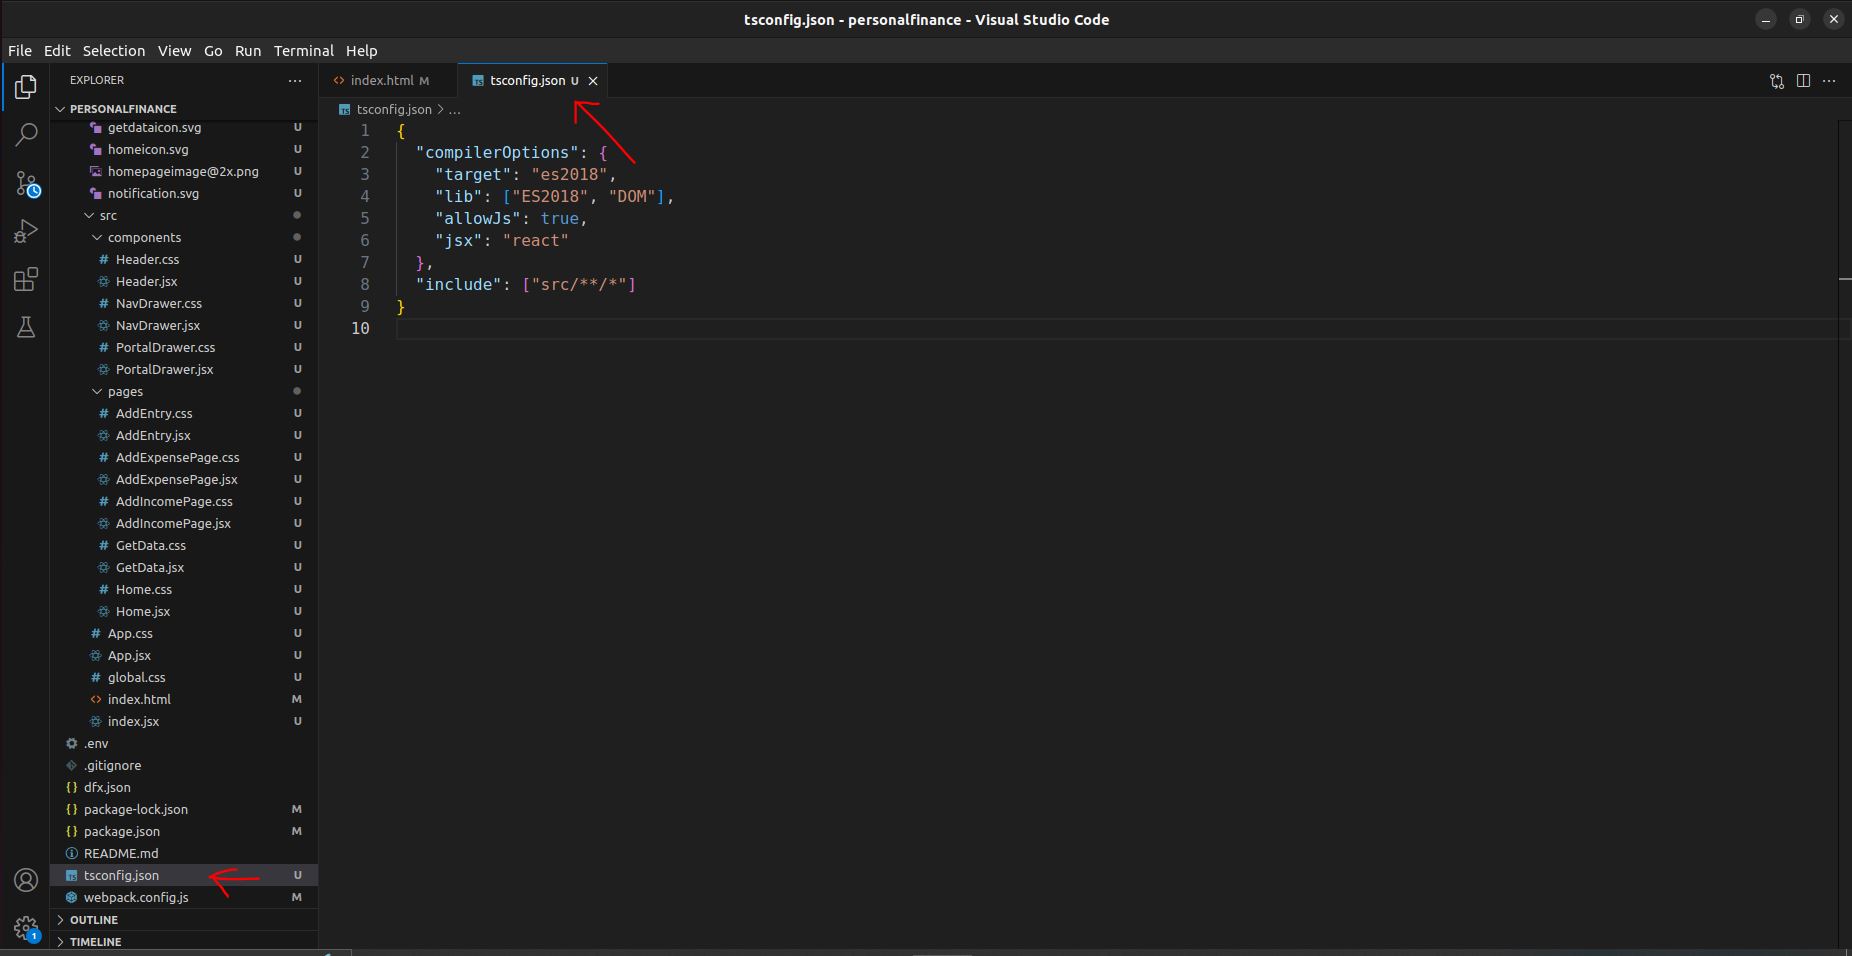 tsconfig.json - personalfinance - Visual Studio Code
File Edit Selection View Go Run Terminal Help
EXPLORER
PERSONALFINANCE
getdataicon.svg U
homeicon.svg U
homepageimage@2x.png U
notification.svg U
src
components
Header.css U
Header.jsx U
NavDrawer.css U
NavDrawer.jsx U
PortalDrawer.css U
PortalDrawer.jsx U
pages
AddEntry.css U
AddEntry.jsx U
AddExpensePage.css U
AddExpensePage.jsx U
AddIncomePage.css U
AddIncomePage.jsx U
GetData.css U
GetData.jsx U
Home.css U
Home.jsx U
App.css U
App.jsx U
global.css U
index.html M
index.jsx U
.env
.gitignore
dfx.json
package-lock.json M
package.json M
README.md
tsconfig.json U
webpack.config.js M
OUTLINE
TIMELINE
1
index.html M
tsconfig.json U
tsconfig.json > ...
1 {
2 "compilerOptions": {
3 "target": "es2018",
4 "lib": ["ES2018", "DOM"],
5 "allowJs": true,
6 "jsx": "react"
7 },
8 "include": ["src/**/*"]
9 }
10